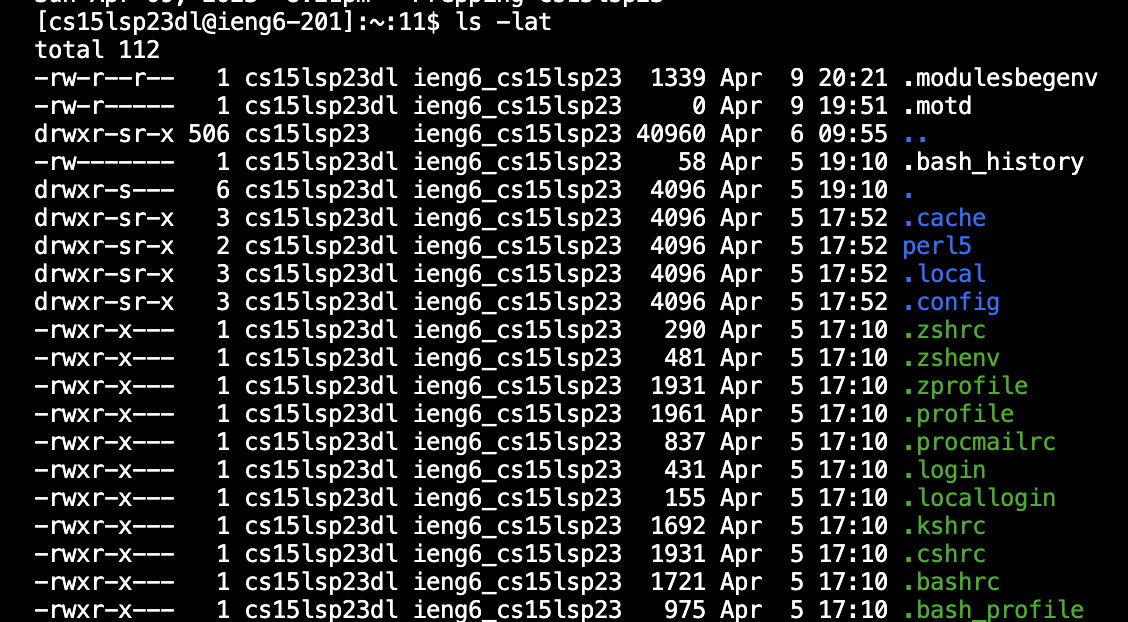 [cs15lsp23dl@ieng6-201]:~:11$ ls -lat
total 112
-rw-r--r--   1 cs15lsp23dl ieng6_cs15lsp23  1339 Apr  9 20:21 .modulesbegenv
-rw-r-----   1 cs15lsp23dl ieng6_cs15lsp23     0 Apr  9 19:51 .motd
drwxr-sr-x 506 cs15lsp23   ieng6_cs15lsp23 40960 Apr  6 09:55 ..
-rw-------   1 cs15lsp23dl ieng6_cs15lsp23    58 Apr  5 19:10 .bash_history
drwxr-s---   6 cs15lsp23dl ieng6_cs15lsp23  4096 Apr  5 19:10 .
drwxr-sr-x   3 cs15lsp23dl ieng6_cs15lsp23  4096 Apr  5 17:52 .cache
drwxr-sr-x   2 cs15lsp23dl ieng6_cs15lsp23  4096 Apr  5 17:52 perl5
drwxr-sr-x   3 cs15lsp23dl ieng6_cs15lsp23  4096 Apr  5 17:52 .local
drwxr-sr-x   3 cs15lsp23dl ieng6_cs15lsp23  4096 Apr  5 17:52 .config
-rwxr-x---   1 cs15lsp23dl ieng6_cs15lsp23   290 Apr  5 17:10 .zshrc
-rwxr-x---   1 cs15lsp23dl ieng6_cs15lsp23   481 Apr  5 17:10 .zshenv
-rwxr-x---   1 cs15lsp23dl ieng6_cs15lsp23  1931 Apr  5 17:10 .zprofile
-rwxr-x---   1 cs15lsp23dl ieng6_cs15lsp23  1961 Apr  5 17:10 .profile
-rwxr-x---   1 cs15lsp23dl ieng6_cs15lsp23   837 Apr  5 17:10 .procmailrc
-rwxr-x---   1 cs15lsp23dl ieng6_cs15lsp23   431 Apr  5 17:10 .login
-rwxr-x---   1 cs15lsp23dl ieng6_cs15lsp23   155 Apr  5 17:10 .locallogin
-rwxr-x---   1 cs15lsp23dl ieng6_cs15lsp23  1692 Apr  5 17:10 .kshrc
-rwxr-x---   1 cs15lsp23dl ieng6_cs15lsp23  1931 Apr  5 17:10 .cshrc
-rwxr-x---   1 cs15lsp23dl ieng6_cs15lsp23  1721 Apr  5 17:10 .bashrc
-rwxr-x---   1 cs15lsp23dl ieng6_cs15lsp23   975 Apr  5 17:10 .bash_profile